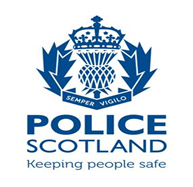 SEMPER VIGILO
POLICE
SCOTLAND
Keeping people safe